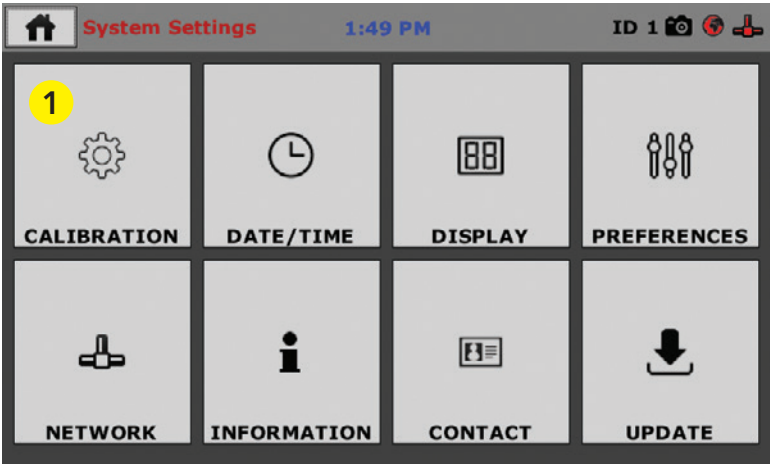 System Settings 1:49 PM ID 1
1
CALIBRATION DATE/TIME DISPLAY PREFERENCES
NETWORK INFORMATION CONTACT UPDATE